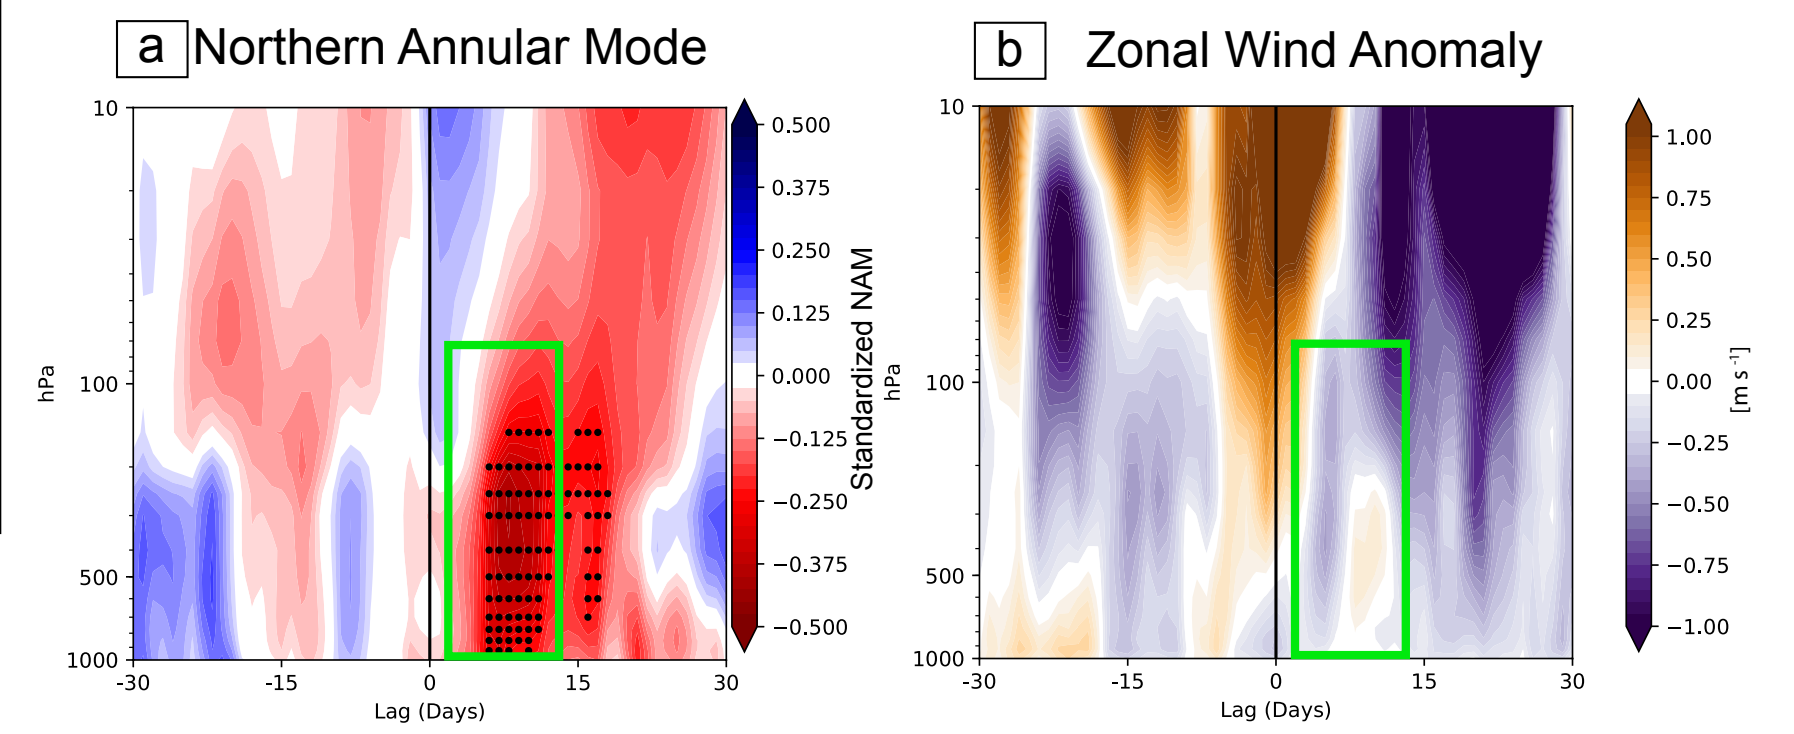 a Northern Annular Mode
10
100
500
1000
hPa
-30 -15 0 15 30
Lag (Days)
0.500
0.375
0.250
0.125
0.000
−0.125
−0.250
−0.375
−0.500
Standardized NAM
b Zonal Wind Anomaly
10
100
500
1000
hPa
-30 -15 0 15 30
Lag (Days)
1.00
0.75
0.50
0.25
0.00
−0.25
−0.50
−0.75
−1.00
[m s⁻¹]